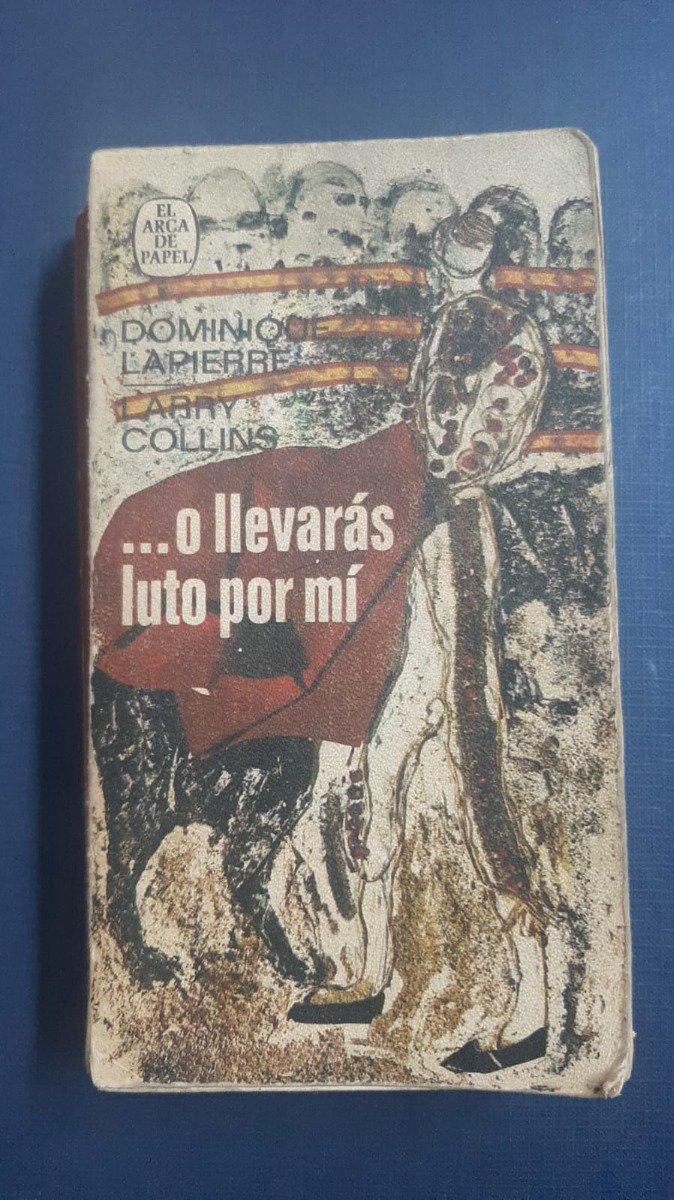 EL
ARCA
DE
PAPEL
DOMINIQUE
LAPIERRE
LARRY
COLLINS
...o llevarás
luto por mí